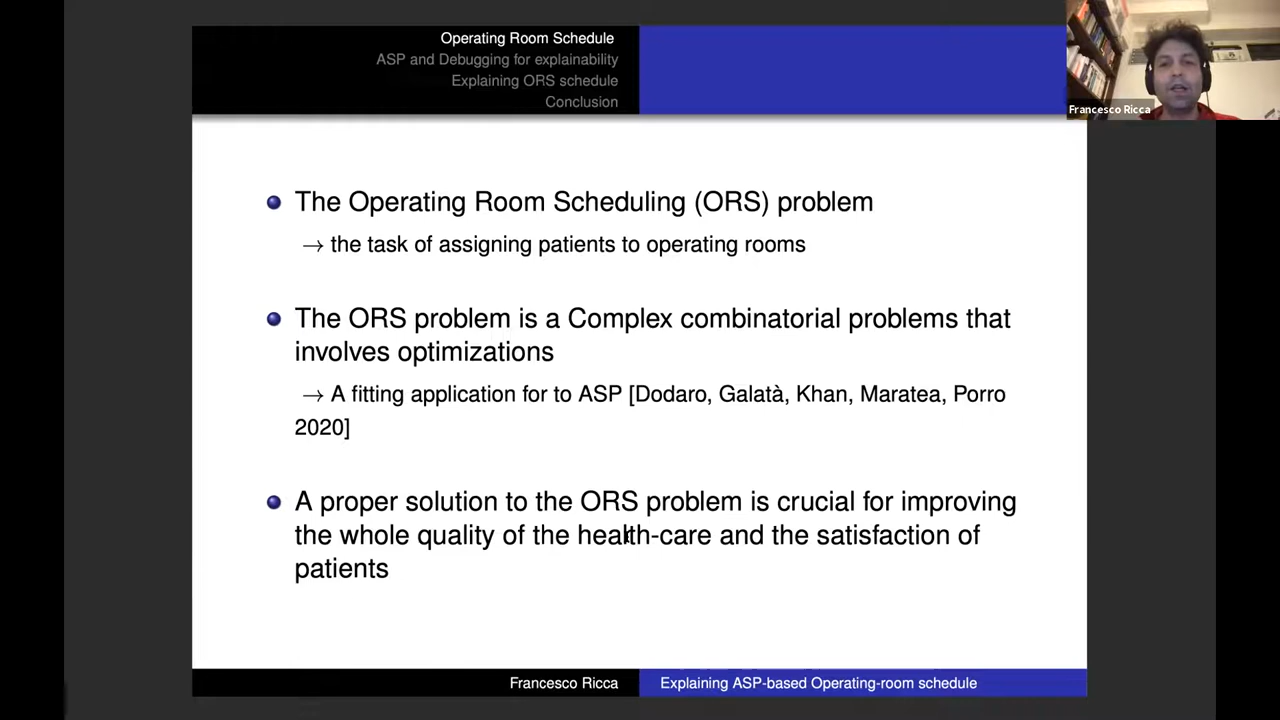 Operating Room Schedule
ASP and Debugging for explainability
Explaining ORS schedule
Conclusion
Francesco Ricca
The Operating Room Scheduling (ORS) problem
→ the task of assigning patients to operating rooms
The ORS problem is a Complex combinatorial problems that
involves optimizations
→ A fitting application for to ASP [Dodaro, Galatà, Khan, Maratea, Porro
2020]
A proper solution to the ORS problem is crucial for improving
the whole quality of the health-care and the satisfaction of
patients
Francesco Ricca
Explaining ASP-based Operating-room schedule